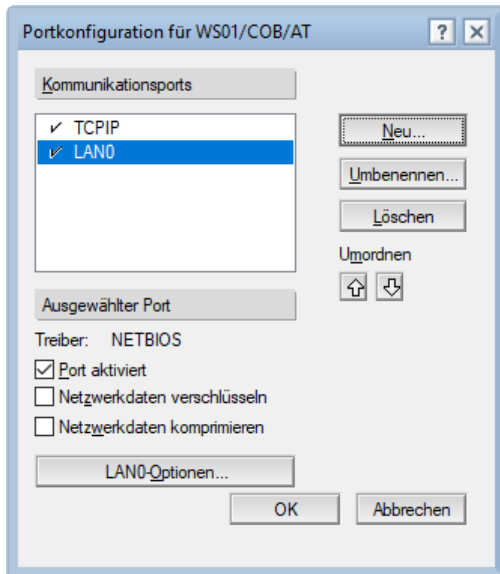 Portkonfiguration für WS01/COB/AT
Kommunikationsports
TCPIP
LAN0
Neu...
Umbenennen...
Löschen
Umordnen
Ausgewählter Port
Treiber: NETBIOS
Port aktiviert
Netzwerkdaten verschlüsseln
Netzwerkdaten komprimieren
LAN0-Optionen...
OK
Abbrechen